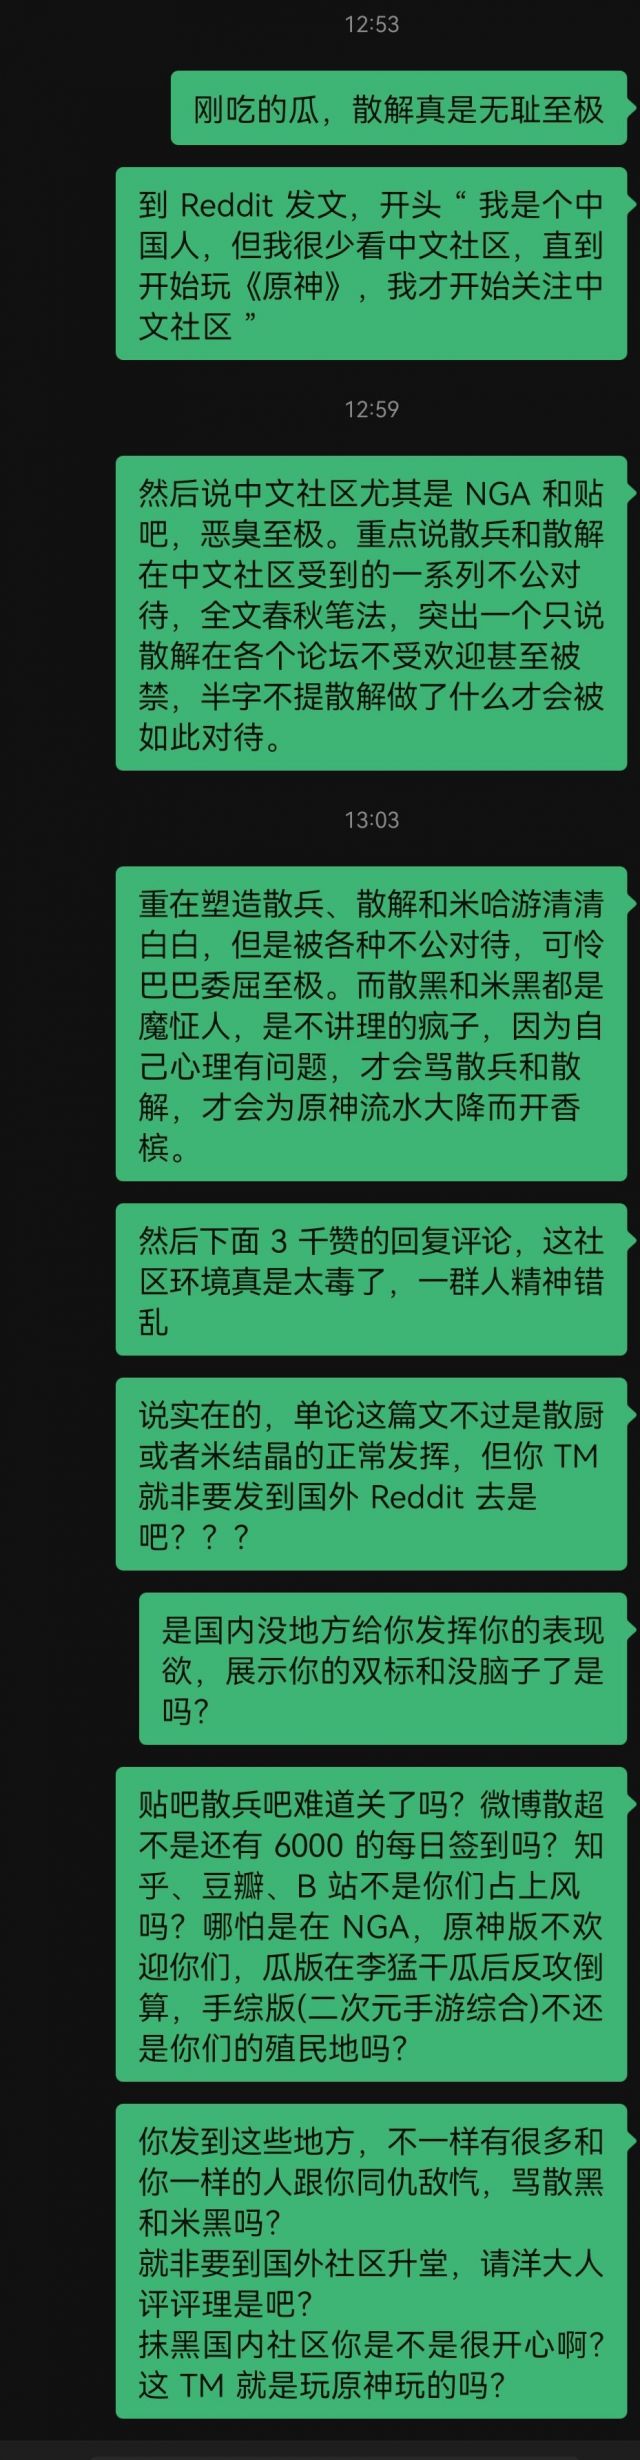 12:53
刚吃的瓜，散解真是无耻至极
到 Reddit 发文，开头 “ 我是个中
国人，但我很少看中文社区，直到
开始玩《原神》，我才开始关注中
文社区 ”
12:59
然后说中文社区尤其是 NGA 和贴
吧，恶臭至极。重点说散兵和散解
在中文社区受到的一系列不公对
待，全文春秋笔法，突出一个只说
散解在各个论坛不受欢迎甚至被
禁，半字不提散解做了什么才会被
如此对待。
13:03
重在塑造散兵、散解和米哈游清清
白白，但是被各种不公对待，可怜
巴巴委屈至极。而散黑和米黑都是
魔怔人，是不讲理的疯子，因为自
己心理有问题，才会骂散兵和散
解，才会为原神流水大降而开香
槟。
然后下面 3 千赞的回复评论，这社
区环境真是太毒了，一群人精神错
乱
说实在的，单论这篇文不过是散厨
或者米结晶的正常发挥，但你 TM
就非要发到国外 Reddit 去是
吧？？？
是国内没地方给你发挥你的表现
欲，展示你的双标和没脑子了是
吗？
贴吧散兵吧难道关了吗？微博散超
不是还有 6000 的每日签到吗？知
乎、豆瓣、B 站不是你们占上风
吗？哪怕是在 NGA，原神版不欢
迎你们，瓜版在李猛干瓜后反攻倒
算，手综版(二次元手游综合)不还
是你们的殖民地吗？
你发到这些地方，不一样有很多和
你一样的人跟你同仇敌忾，骂散黑
和米黑吗？
就非要到国外社区升堂，请洋大人
评评理是吧？
抹黑国内社区你是不是很开心啊？
这 TM 就是玩原神玩的吗？